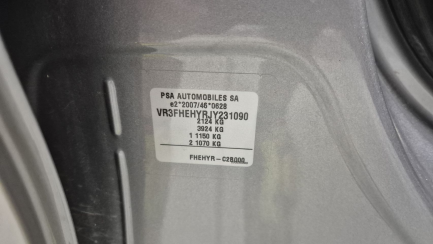 PSA AUTOMOBILES SA
e2*2007/46*0628
VR3FHEHYRJY231090
2124 KG
3924 KG
1 1150 KG
2 1070 KG
FHEHYR-C28000